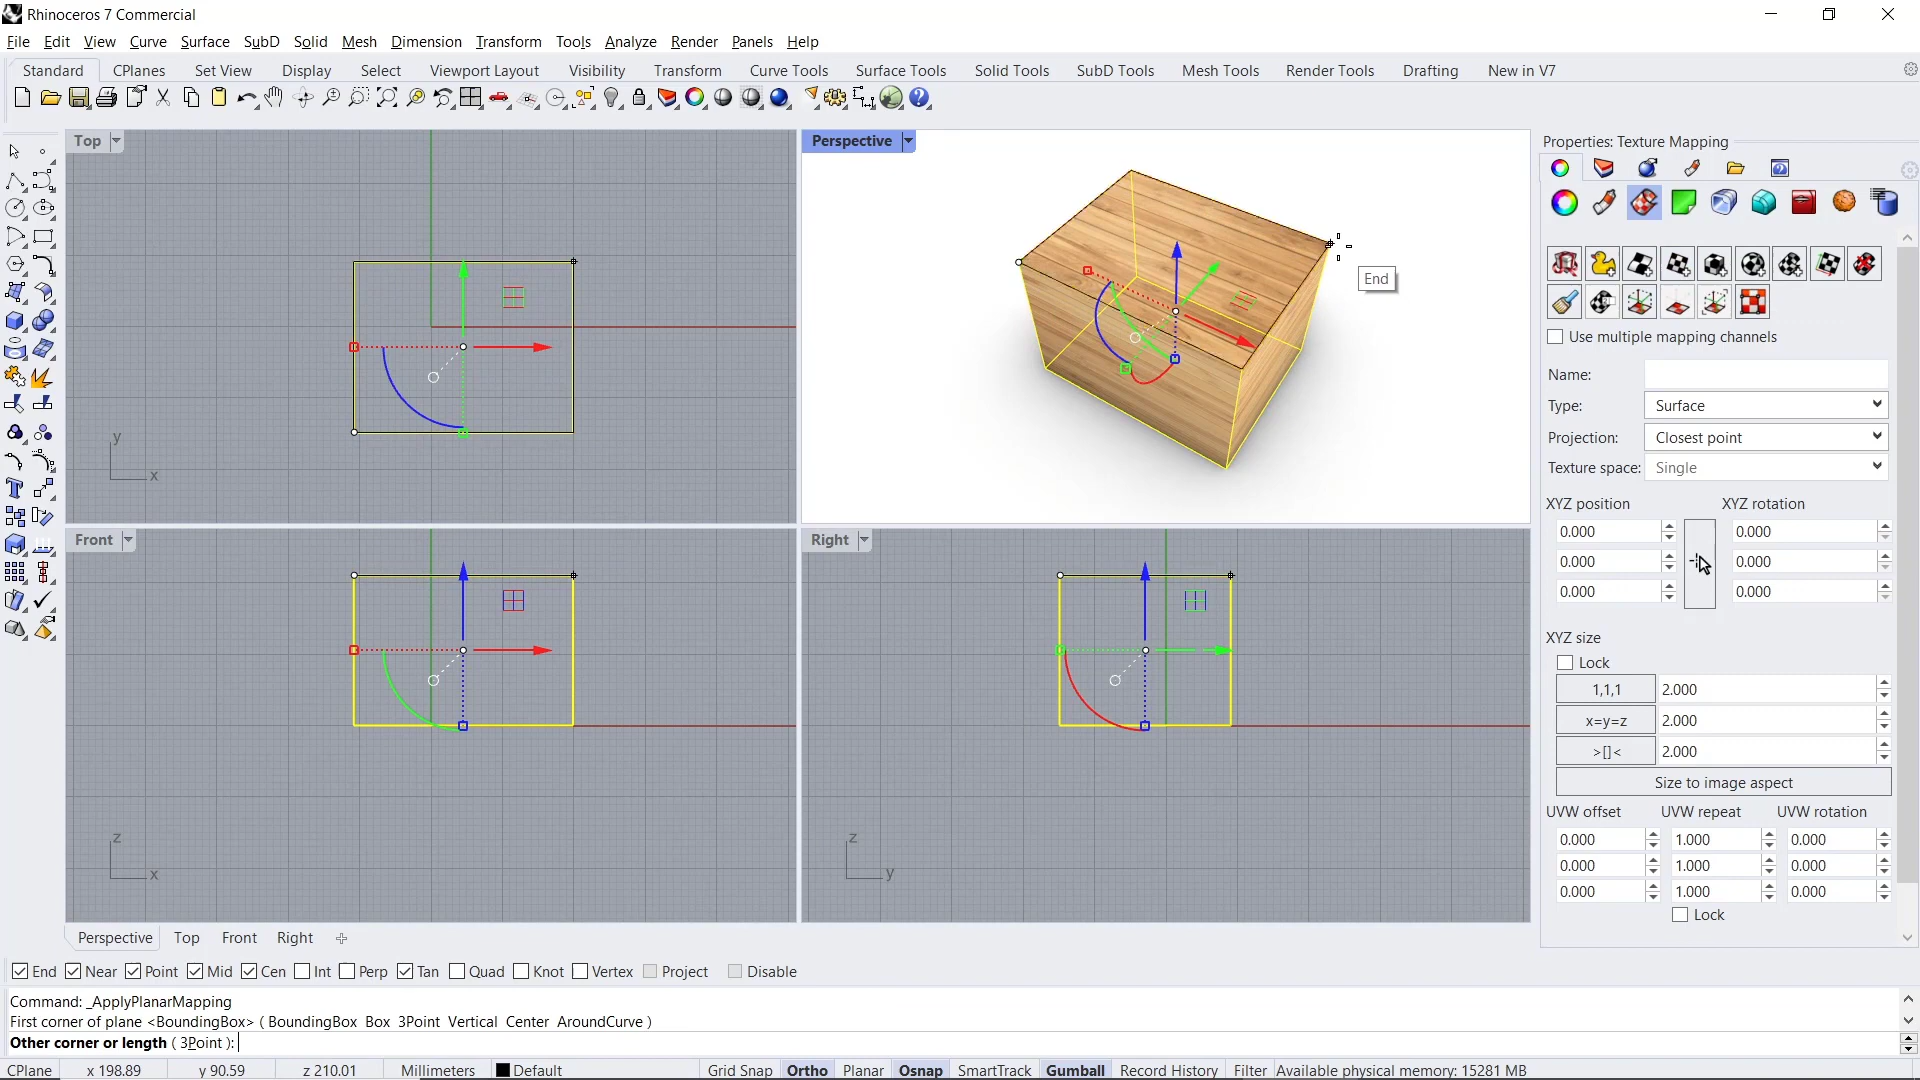 Rhinoceros 7 Commercial
File Edit View Curve Surface SubD Solid Mesh Dimension Transform Tools Analyze Render Panels Help
Standard CPlanes Set View Display Select Viewport Layout Visibility Transform Curve Tools Surface Tools Solid Tools SubD Tools Mesh Tools Render Tools Drafting New in V7
Top
Perspective
Properties: Texture Mapping
End
y
x
Use multiple mapping channels
Name:
Type: Surface
Projection: Closest point
Texture space: Single
XYZ position XYZ rotation
0.000 0.000
0.000 0.000
0.000 0.000
Front
Right
XYZ size
Lock
1,1,1 2.000
x=y=z 2.000
>[]< 2.000
Size to image aspect
UVW offset UVW repeat UVW rotation
0.000 1.000 0.000
0.000 1.000 0.000
0.000 1.000 0.000
Lock
z
x
z
y
Perspective Top Front Right
End Near Point Mid Cen Int Perp Tan Quad Knot Vertex Project Disable
Command: _ApplyPlanarMapping
First corner of plane <BoundingBox> ( BoundingBox Box 3Point Vertical Center AroundCurve )
Other corner or length ( 3Point ):
CPlane x 198.89 y 90.59 z 210.01 Millimeters Default Grid Snap Ortho Planar Osnap SmartTrack Gumball Record History Filter Available physical memory: 15281 MB